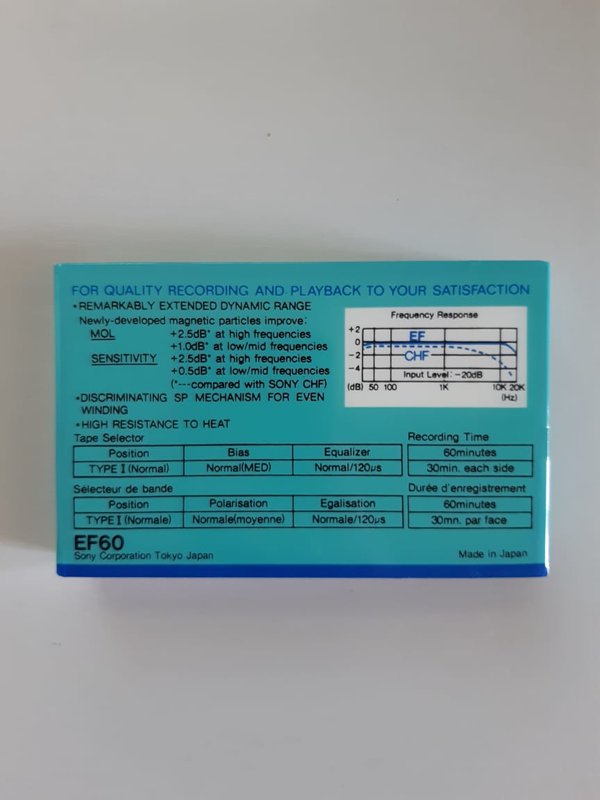 FOR QUALITY RECORDING AND PLAYBACK TO YOUR SATISFACTION
•REMARKABLY EXTENDED DYNAMIC RANGE
Newly-developed magnetic particles improve:
MOL +2.5dB* at high frequencies
+1.0dB* at low/mid frequencies
SENSITIVITY +2.5dB* at high frequencies
+0.5dB* at low/mid frequencies
(*---compared with SONY CHF)
•DISCRIMINATING SP MECHANISM FOR EVEN
WINDING
•HIGH RESISTANCE TO HEAT
Frequency Response
+2
0
-2
-4
EF
CHF
Input Level: -20dB
(dB) 50 100 1K 10K 20K
(Hz)
Tape Selector
Position Bias Equalizer
TYPE I (Normal) Normal(MED) Normal/120μs
Recording Time
60minutes
30min. each side
Sélecteur de bande
Position Polarisation Egalisation
TYPE I (Normale) Normale(moyenne) Normale/120μs
Durée d'enregistrement
60minutes
30mn. par face
EF60
Sony Corporation Tokyo Japan
Made in Japan